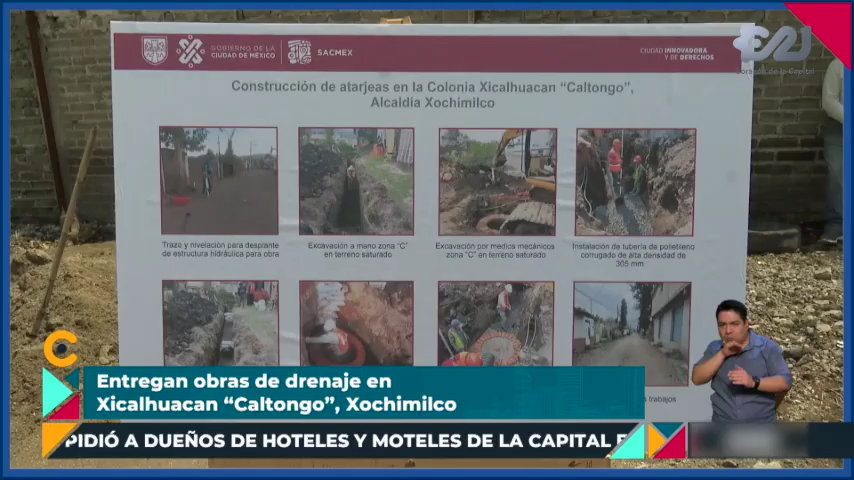 GOBIERNO DE LA
CIUDAD DE MÉXICO
SACMEX
CIUDAD INNOVADORA
Y DE DERECHOS
Construcción de atarjeas en la Colonia Xicalhuacan “Caltongo”,
Alcaldía Xochimilco
Trazo y nivelación para desplante
de estructura hidráulica para obra
Excavación a mano zona “C”
en terreno saturado
Excavación por medios mecánicos
zona “C” en terreno saturado
Instalación de tubería de polietireno
corrugado de alta densidad de
305 mm
trabajos
Entregan obras de drenaje en
Xicalhuacan “Caltongo”, Xochimilco
PIDIÓ A DUEÑOS DE HOTELES Y MOTELES DE LA CAPITAL